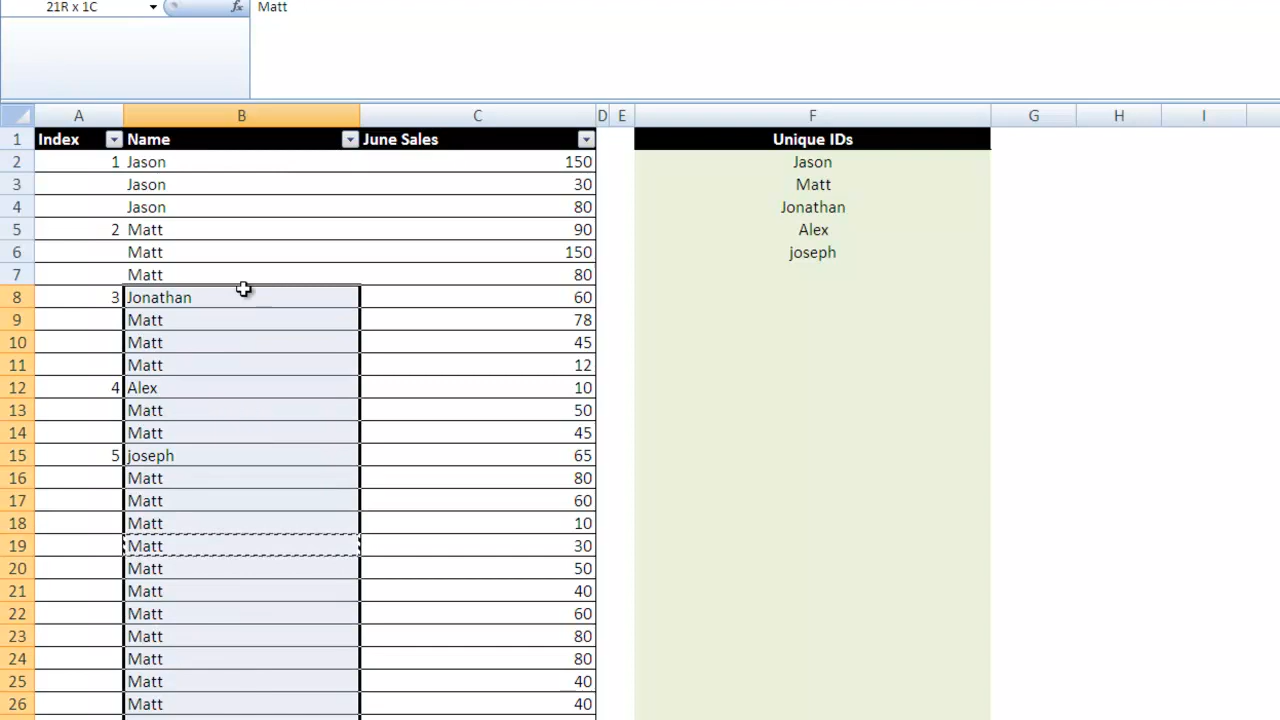 21R x 1C fx Matt
A B C D E F G H I
1 Index Name June Sales Unique IDs
2 1 Jason 150 Jason
3 Jason 30 Matt
4 Jason 80 Jonathan
5 2 Matt 90 Alex
6 Matt 150 joseph
7 Matt 80
8 3 Jonathan 60
9 Matt 78
10 Matt 45
11 Matt 12
12 4 Alex 10
13 Matt 50
14 Matt 45
15 5 joseph 65
16 Matt 80
17 Matt 60
18 Matt 10
19 Matt 30
20 Matt 50
21 Matt 40
22 Matt 60
23 Matt 80
24 Matt 80
25 Matt 40
26 Matt 40